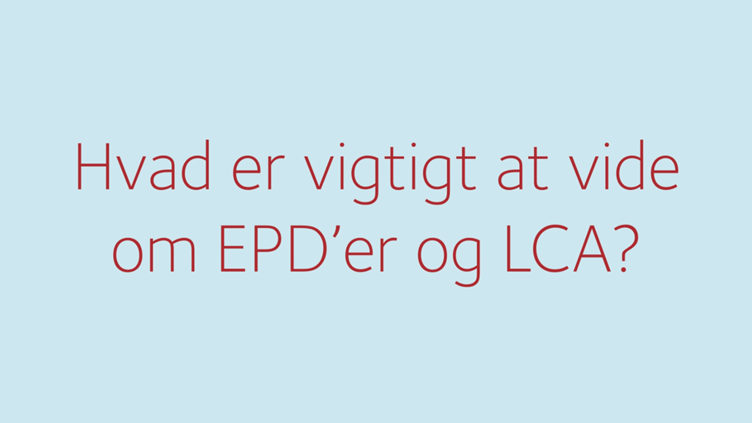 Hvad er vigtigt at vide
om EPD’er og LCA?